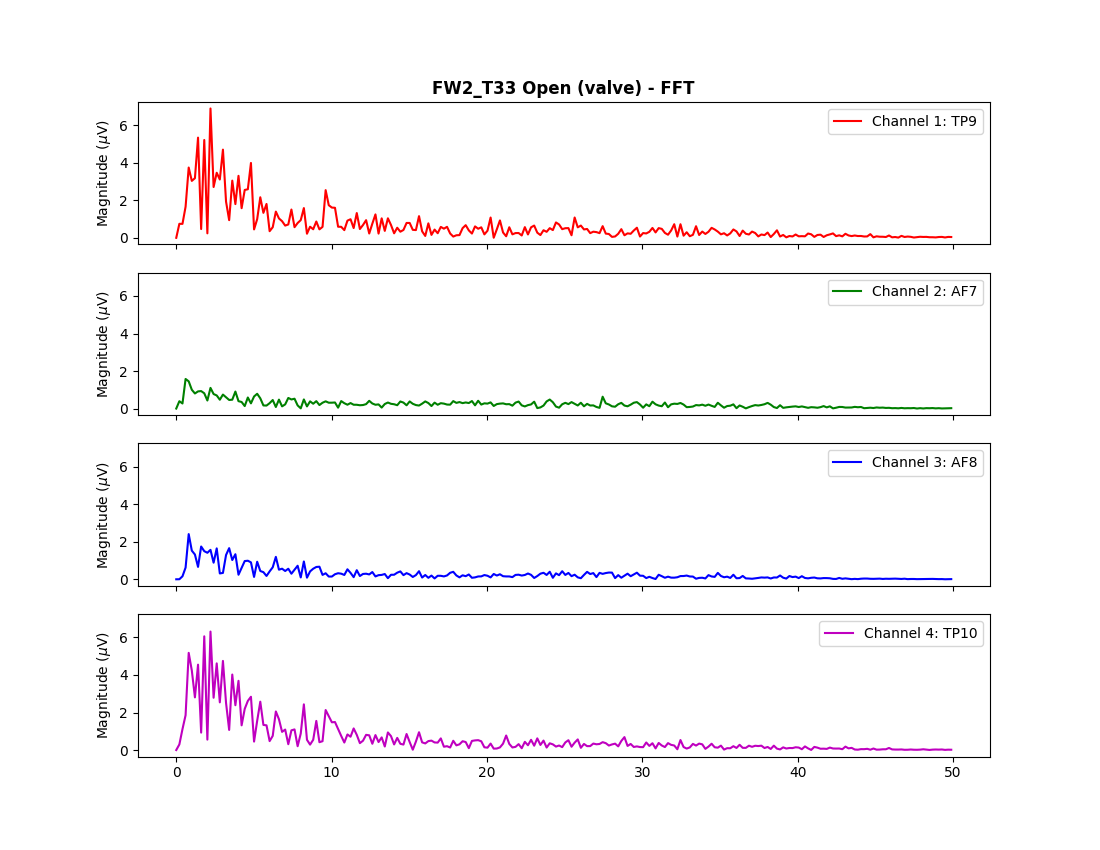 FW2_T33 Open (valve) - FFT
Magnitude (μV)
6
4
2
0
Channel 1: TP9
Magnitude (μV)
6
4
2
0
Channel 2: AF7
Magnitude (μV)
6
4
2
0
Channel 3: AF8
Magnitude (μV)
6
4
2
0
Channel 4: TP10
0 10 20 30 40 50